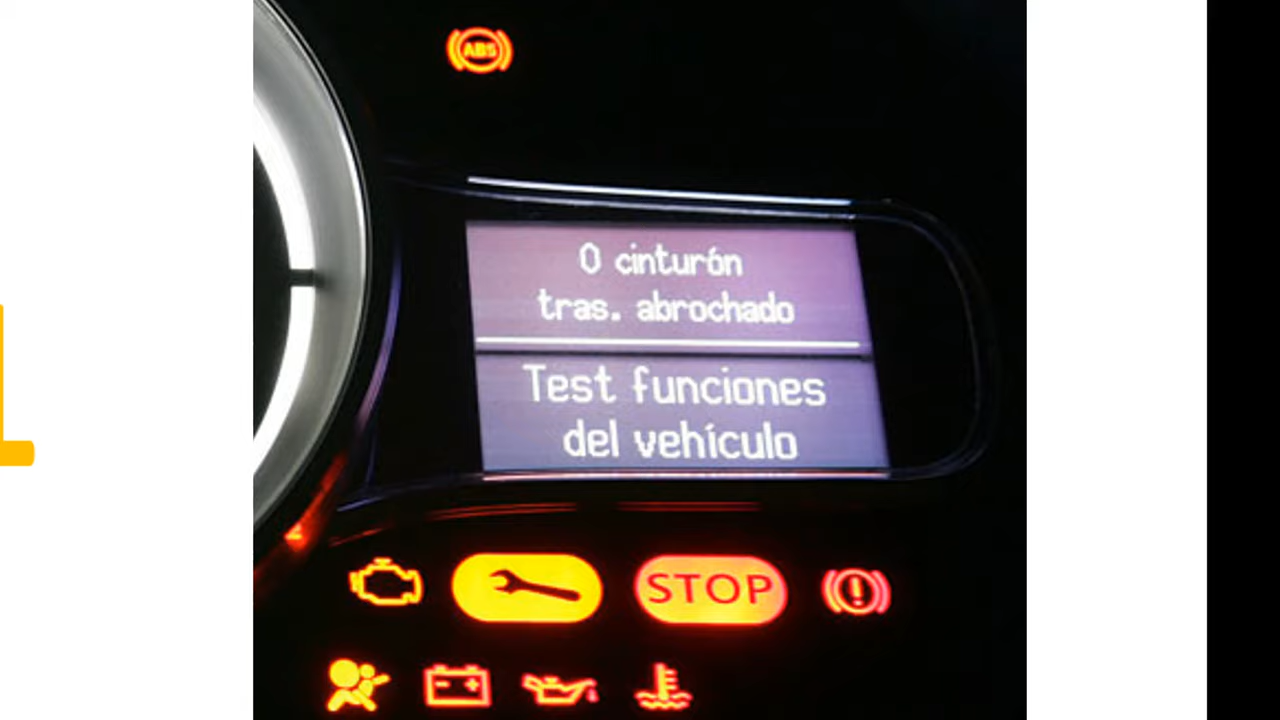 ABS
0 cinturón
tras. abrochado
Test funciones
del vehículo
STOP